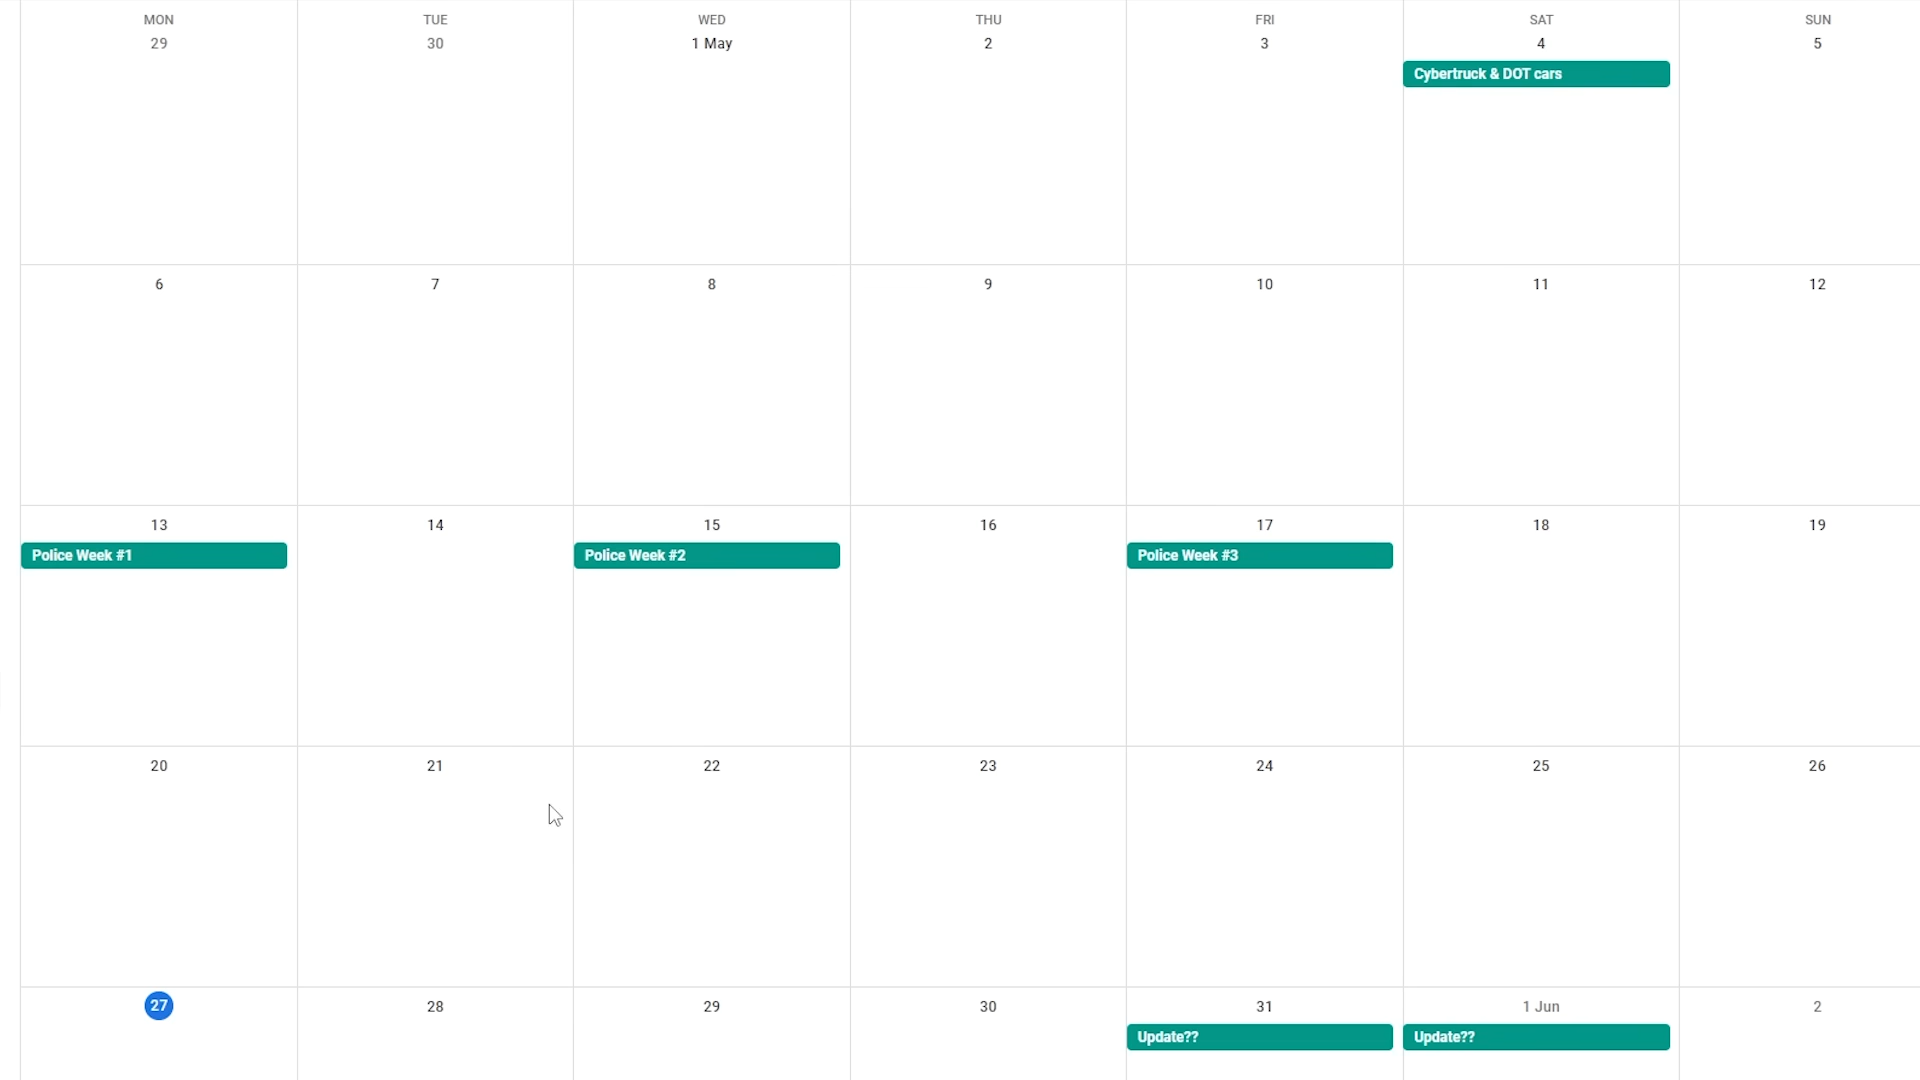 MON TUE WED THU FRI SAT SUN
29 30 1 May 2 3 4 5
Cybertruck & DOT cars
6 7 8 9 10 11 12
13 14 15 16 17 18 19
Police Week #1 Police Week #2 Police Week #3
20 21 22 23 24 25 26
27 28 29 30 31 1 Jun 2
Update?? Update??